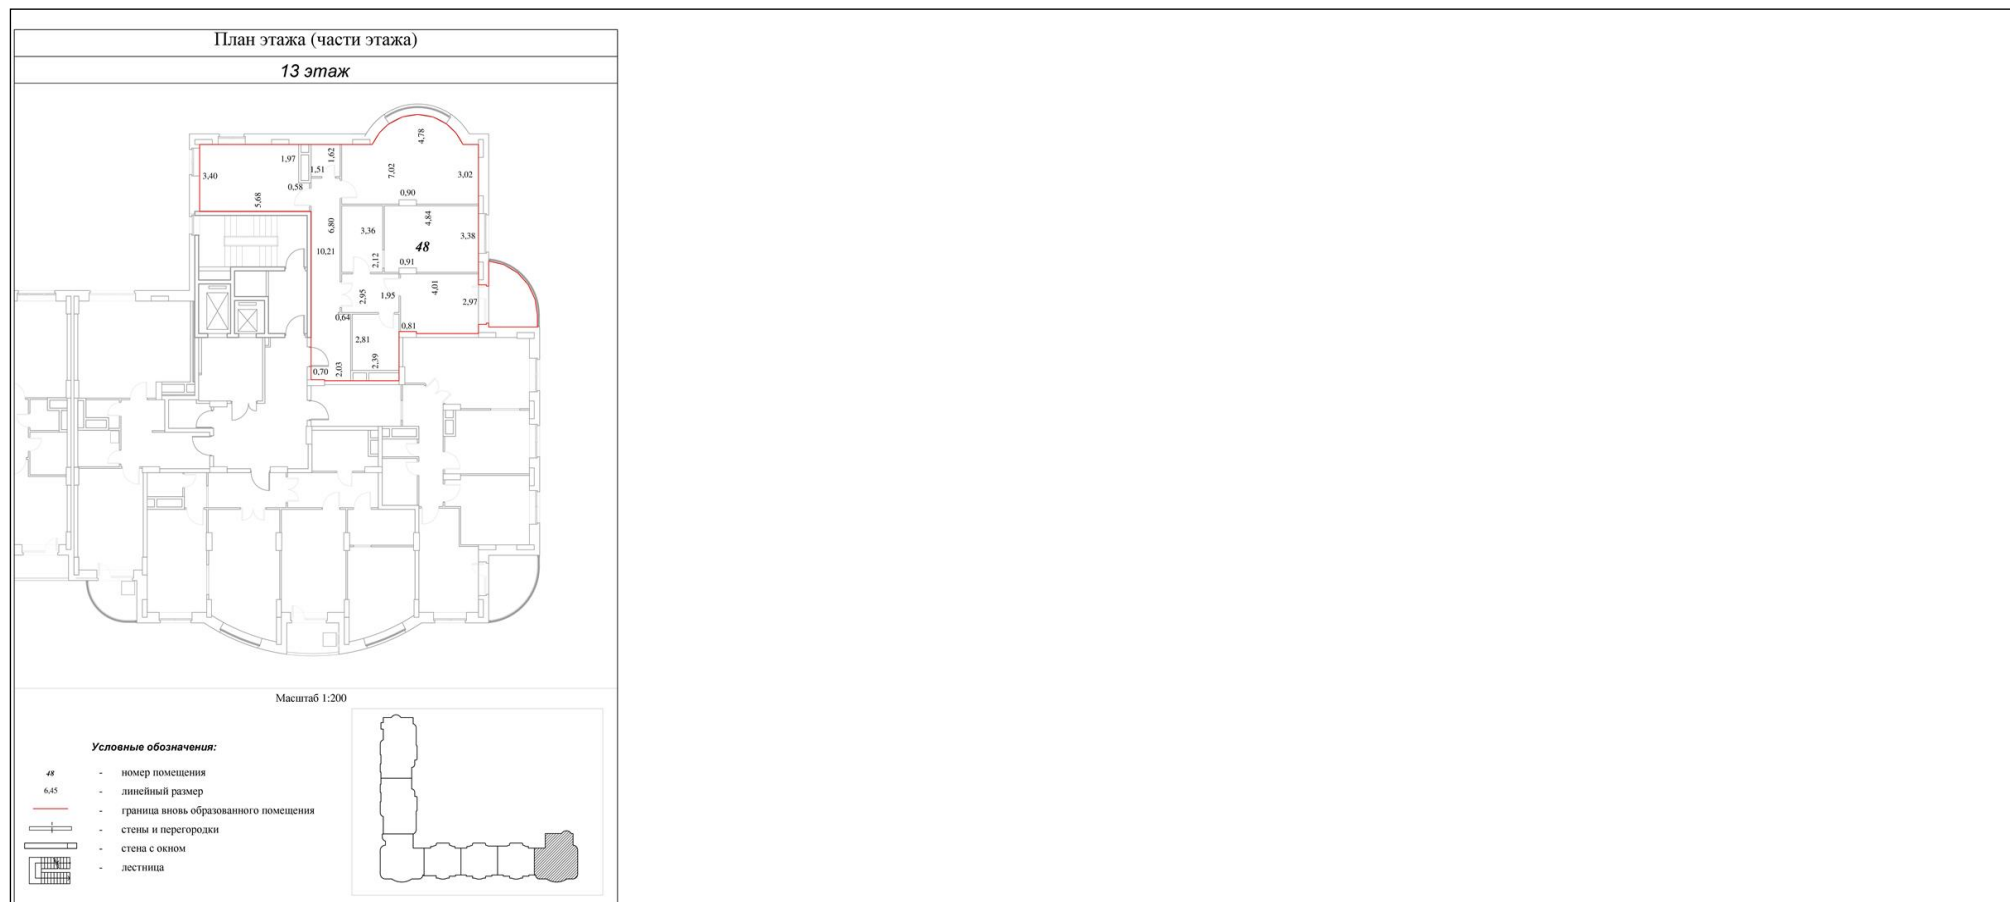 План этажа (части этажа)
13 этаж
4,78
1,97
1,62
1,51
7,02
3,40
3,02
0,58
0,90
5,68
6,80
4,84
3,36
3,38
48
10,21
2,12
0,91
4,01
2,95
1,95
2,97
0,64
0,81
2,81
2,39
0,70
2,03
Масштаб 1:200
Условные обозначения:
48 - номер помещения
6,45 - линейный размер
- граница вновь образованного помещения
- стены и перегородки
- стена с окном
- лестница